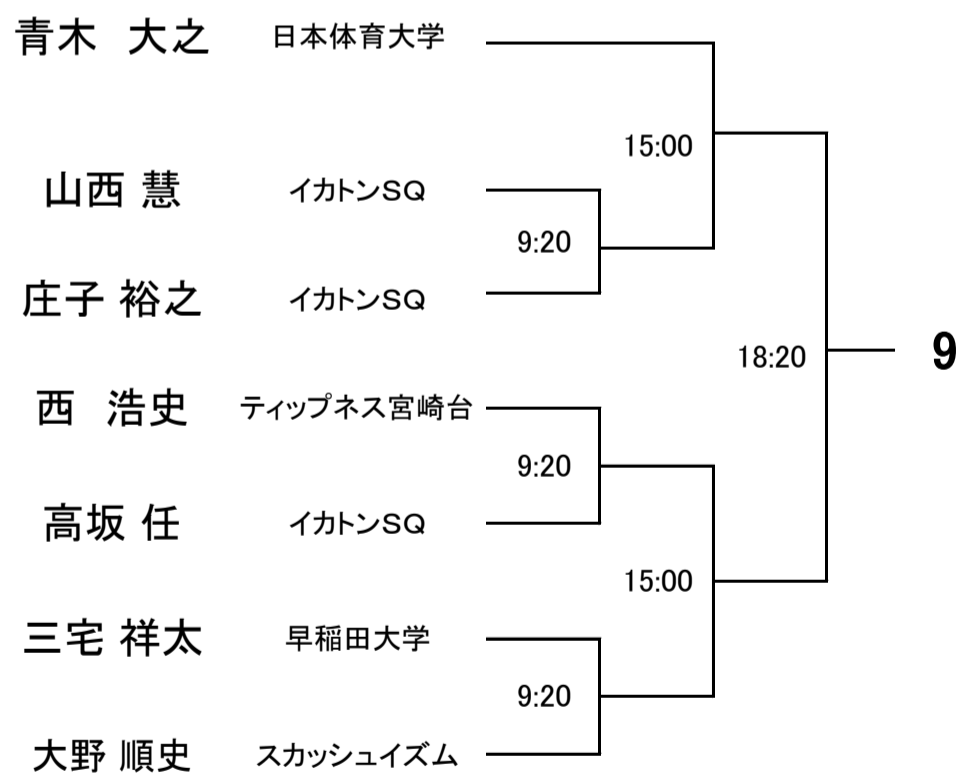 青木　大之 日本体育大学
15:00
山西 慧 イカトンSQ
9:20
庄子 裕之 イカトンSQ
18:20 9
西　浩史 ティップネス宮崎台
9:20
高坂 任 イカトンSQ
15:00
三宅 祥太 早稲田大学
9:20
大野 順史 スカッシュイズム